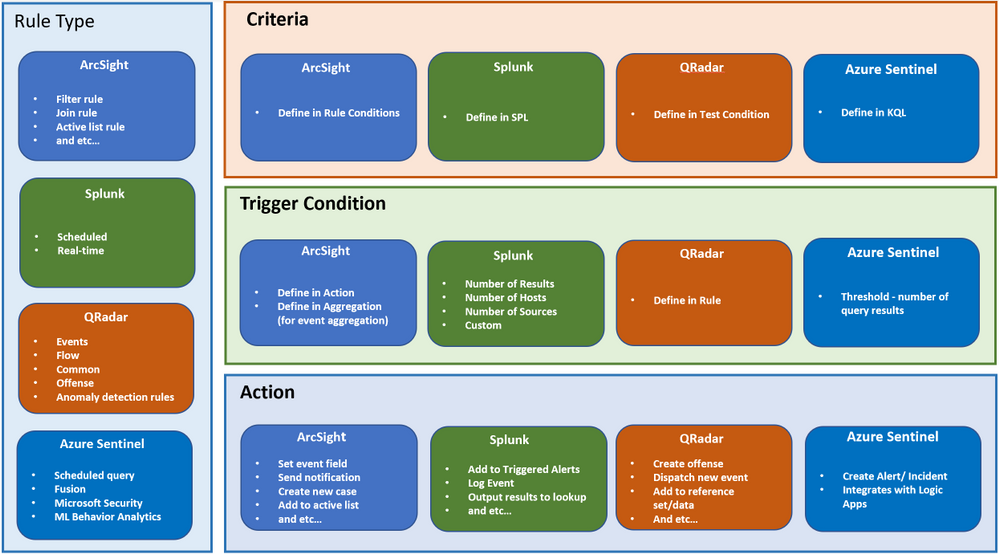 Rule Type
ArcSight
• Filter rule
• Join rule
• Active list rule
• and etc...
Splunk
• Scheduled
• Real-time
QRadar
• Events
• Flow
• Common
• Offense
• Anomaly detection rules
Azure Sentinel
• Scheduled query
• Fusion
• Microsoft Security
• ML Behavior Analytics
Criteria
ArcSight
• Define in Rule Conditions
Splunk
• Define in SPL
QRadar
• Define in Test Condition
Azure Sentinel
• Define in KQL
Trigger Condition
ArcSight
• Define in Action
• Define in Aggregation
(for event aggregation)
Splunk
• Number of Results
• Number of Hosts
• Number of Sources
• Custom
QRadar
• Define in Rule
Azure Sentinel
• Threshold - number of
query results
Action
ArcSight
• Set event field
• Send notification
• Create new case
• Add to active list
• and etc...
Splunk
• Add to Triggered Alerts
• Log Event
• Output results to lookup
• and etc...
QRadar
• Create offense
• Dispatch new event
• Add to reference
set/data
• And etc...
Azure Sentinel
• Create Alert/ Incident
• Integrates with Logic
Apps